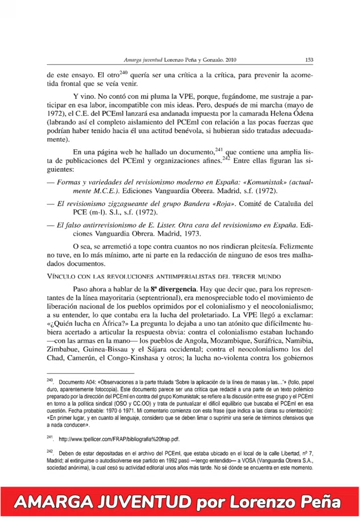 Amarga juventud Lorenzo Peña y Gonzalo. 2010 153
de este ensayo. El otro240 quería ser una crítica a la crítica, para prevenir la acome-
tida frontal que se veía venir.
Y vino. No contó con mi pluma la VPE, porque, fugándome, me sustraje a par-
ticipar en esa labor, incompatible con mis ideas. Pero, después de mi marcha (mayo de
1972), el C.E. del PCEml lanzará esa andanada impuesta por la camarada Helena Ódena
(labrando así el completo aislamiento del PCEml con relación a las pocas fuerzas que
podrían haber tenido hacia él una actitud benévola, si hubieran sido tratadas adecuada-
mente).
En una página web he hallado un documento,241 que contiene una amplia lis-
ta de publicaciones del PCEml y organizaciones afines.242 Entre ellas figuran las si-
guientes:
— Formas y variedades del revisionismo moderno en España: «Komunistak» (actual-
mente M.C.E.). Ediciones Vanguardia Obrera. Madrid, s.f. (1972).
— El revisionismo zigzagueante del grupo Bandera «Roja». Comité de Cataluña del
PCE (m-l). S.l., s.f. (1972).
— El falso antirrevisionismo de E. Líster. Otra cara del revisionismo en España. Edi-
ciones Vanguardia Obrera. Madrid, 1973.
O sea, se arremetió a tope contra cuantos no nos rindieran pleitesía. Felizmente
no tuve, en lo más mínimo, arte ni parte en la redacción de ninguno de esos tres malha-
dados documentos.
VÍNCULO CON LAS REVOLUCIONES ANTIIMPERIALISTAS DEL TERCER MUNDO
Paso ahora a hablar de la 8ª divergencia. Hay que decir que, para los represen-
tantes de la línea mayoritaria (septentrional), era menospreciable todo el movimiento de
liberación nacional de los pueblos oprimidos por el colonialismo y el neocolonialismo;
a su entender, lo que contaba era la lucha del proletariado. La VPE llegó a exclamar:
«¿Quién lucha en África?» La pregunta lo dejaba a uno tan atónito que difícilmente hu-
biera acertado a articular la respuesta obvia: contra el colonialismo estaban luchando
—con las armas en la mano— los pueblos de Angola, Mozambique, Suráfrica, Namibia,
Zimbabue, Guinea-Bissau y el Sájara occidental; contra el neocolonialismo los del
Chad, Camerún, el Congo-Kinshasa y otros; la lucha no-violenta contra los gobiernos
240 Documento A04: «Observaciones a la parte titulada ‘Sobre la aplicación de la línea de masas y las...’» (folio, papel
duro, aparentemente fotocopia). Este documento parece ser una crítica que redacté a una parte de un texto polémico
preparado por la dirección del PCEml en contra del grupo Komunistak; se refiere a la discusión entre ese grupo y el PCEml
en torno a la política sindical (OSO y CC.OO) y trata de puntualizar el difícil equilibrio que buscaba el PCEml en esa
cuestión. Fecha probable: 1970 ó 1971. Mi comentario comienza con esta frase (que indica a las claras su orientación):
«En primer lugar, y en cuanto al lenguaje, considero que se deben limar o suprimir una serie de términos ofensivos que
a nada conducen».
241 http://www.tpellicer.com/FRAP/bibliografia%20frap.pdf.
242 Deben de estar depositadas en el archivo del PCEml, que estaba ubicado en el local de la calle Libertad, nº 7,
Madrid; al extinguirse o autodisolverse ese partido en 1992 pasó —tengo entendido— a VOSA (Vanguardia Obrera S.A.,
sociedad anónima), la cual cesó su actividad editorial unos años más tarde. No sé dónde se encuentra en este momento.
AMARGA JUVENTUD por Lorenzo Peña